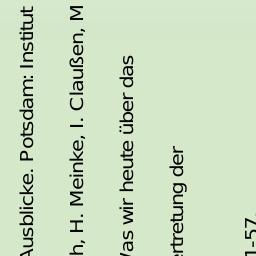 Ausblicke. Potsdam: Institut
h, H. Meinke, I. Claußen, M
Was wir heute über das
ertretung der
1-57.